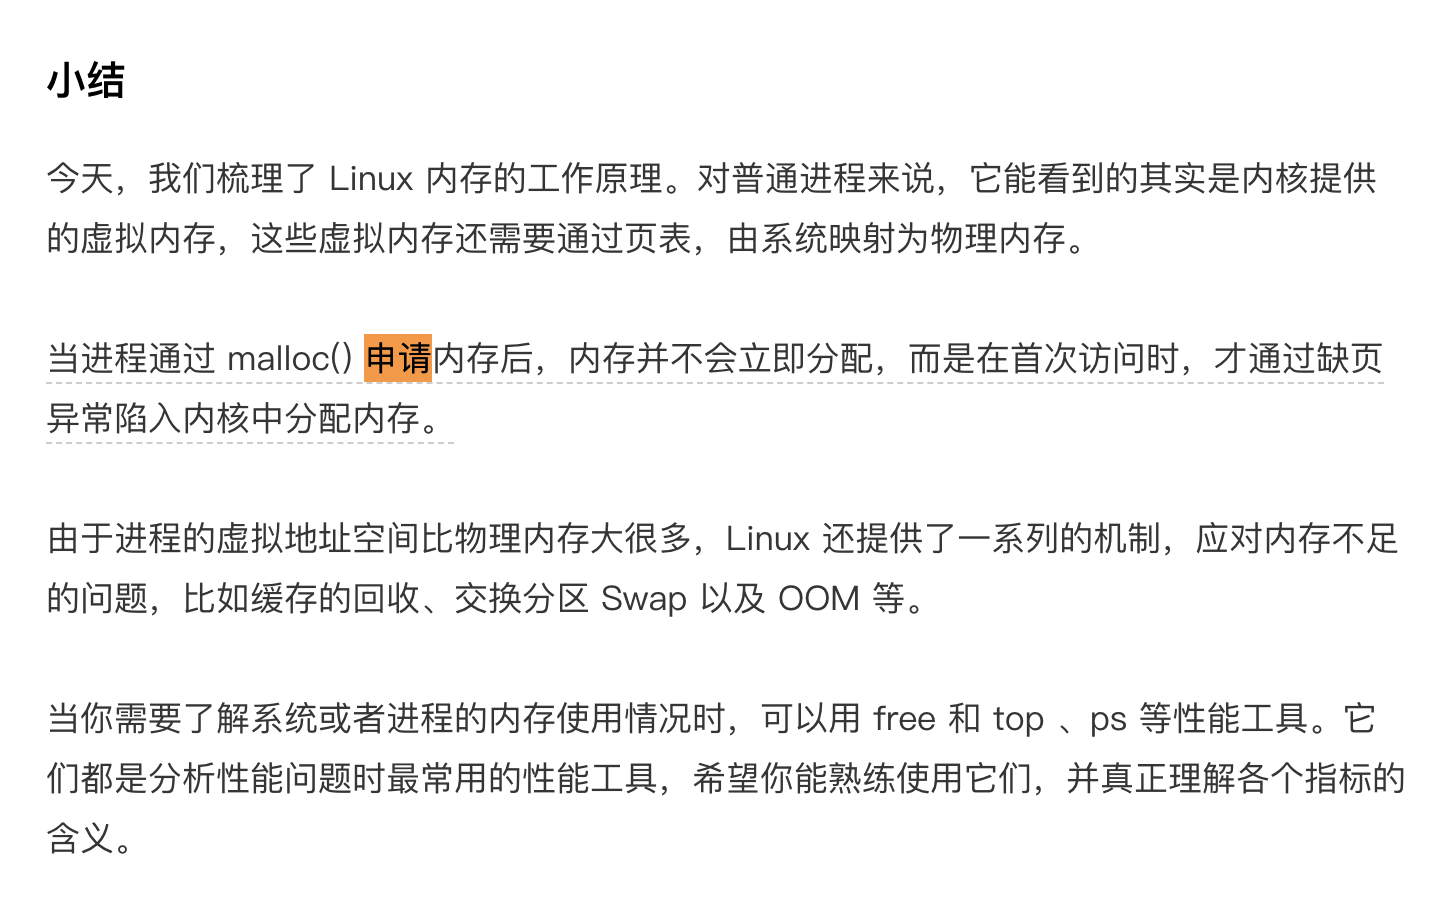 小结
今天，我们梳理了 Linux 内存的工作原理。对普通进程来说，它能看到的其实是内核提供
的虚拟内存，这些虚拟内存还需要通过页表，由系统映射为物理内存。
当进程通过 malloc() 申请内存后，内存并不会立即分配，而是在首次访问时，才通过缺页
异常陷入内核中分配内存。
由于进程的虚拟地址空间比物理内存大很多，Linux 还提供了一系列的机制，应对内存不足
的问题，比如缓存的回收、交换分区 Swap 以及 OOM 等。
当你需要了解系统或者进程的内存使用情况时，可以用 free 和 top 、ps 等性能工具。它
们都是分析性能问题时最常用的性能工具，希望你能熟练使用它们，并真正理解各个指标的
含义。